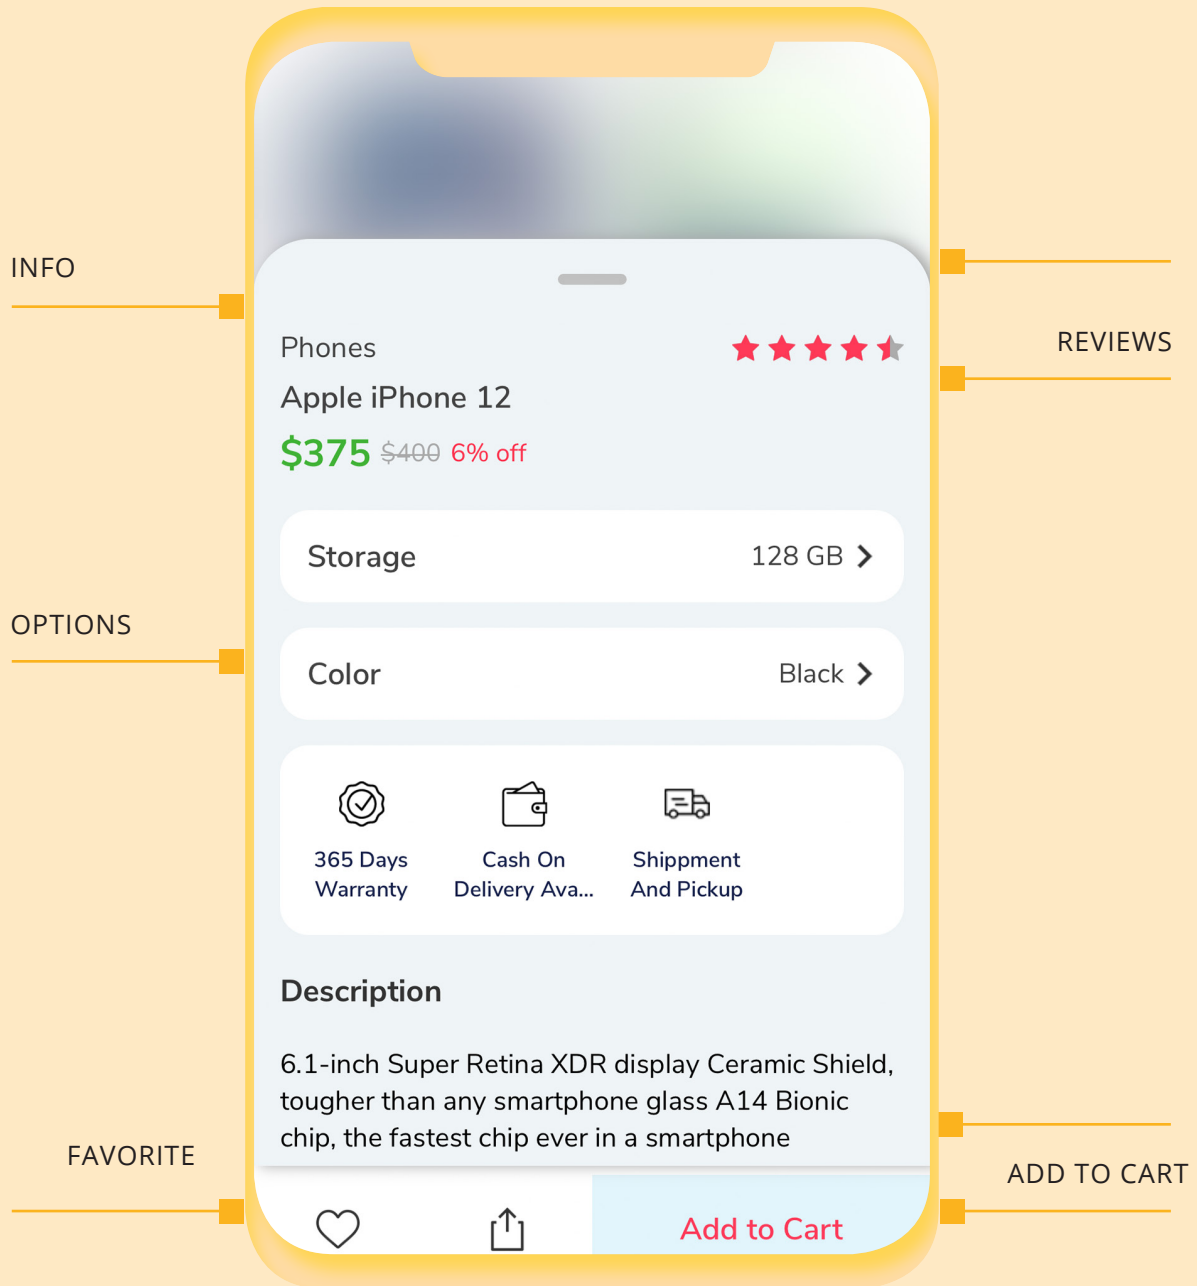 INFO
REVIEWS
Phones
Apple iPhone 12
$375 $400 6% off
Storage 128 GB
OPTIONS
Color Black
365 Days
Warranty
Cash On
Delivery Ava...
Shippment
And Pickup
Description
6.1-inch Super Retina XDR display Ceramic Shield,
tougher than any smartphone glass A14 Bionic
chip, the fastest chip ever in a smartphone
FAVORITE
ADD TO CART
Add to Cart